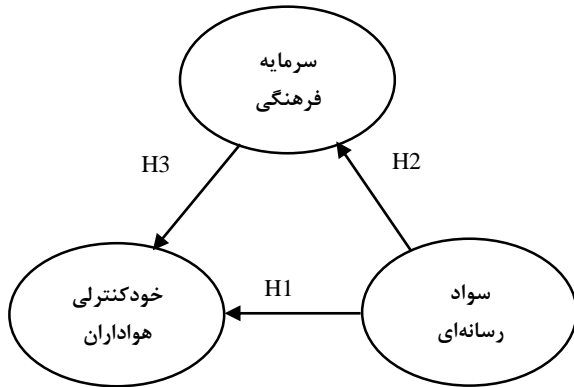 سرمایه
فرهنگی
H3
H2
خودکنترلی
هواداران
H1
سواد
رسانه‌ای